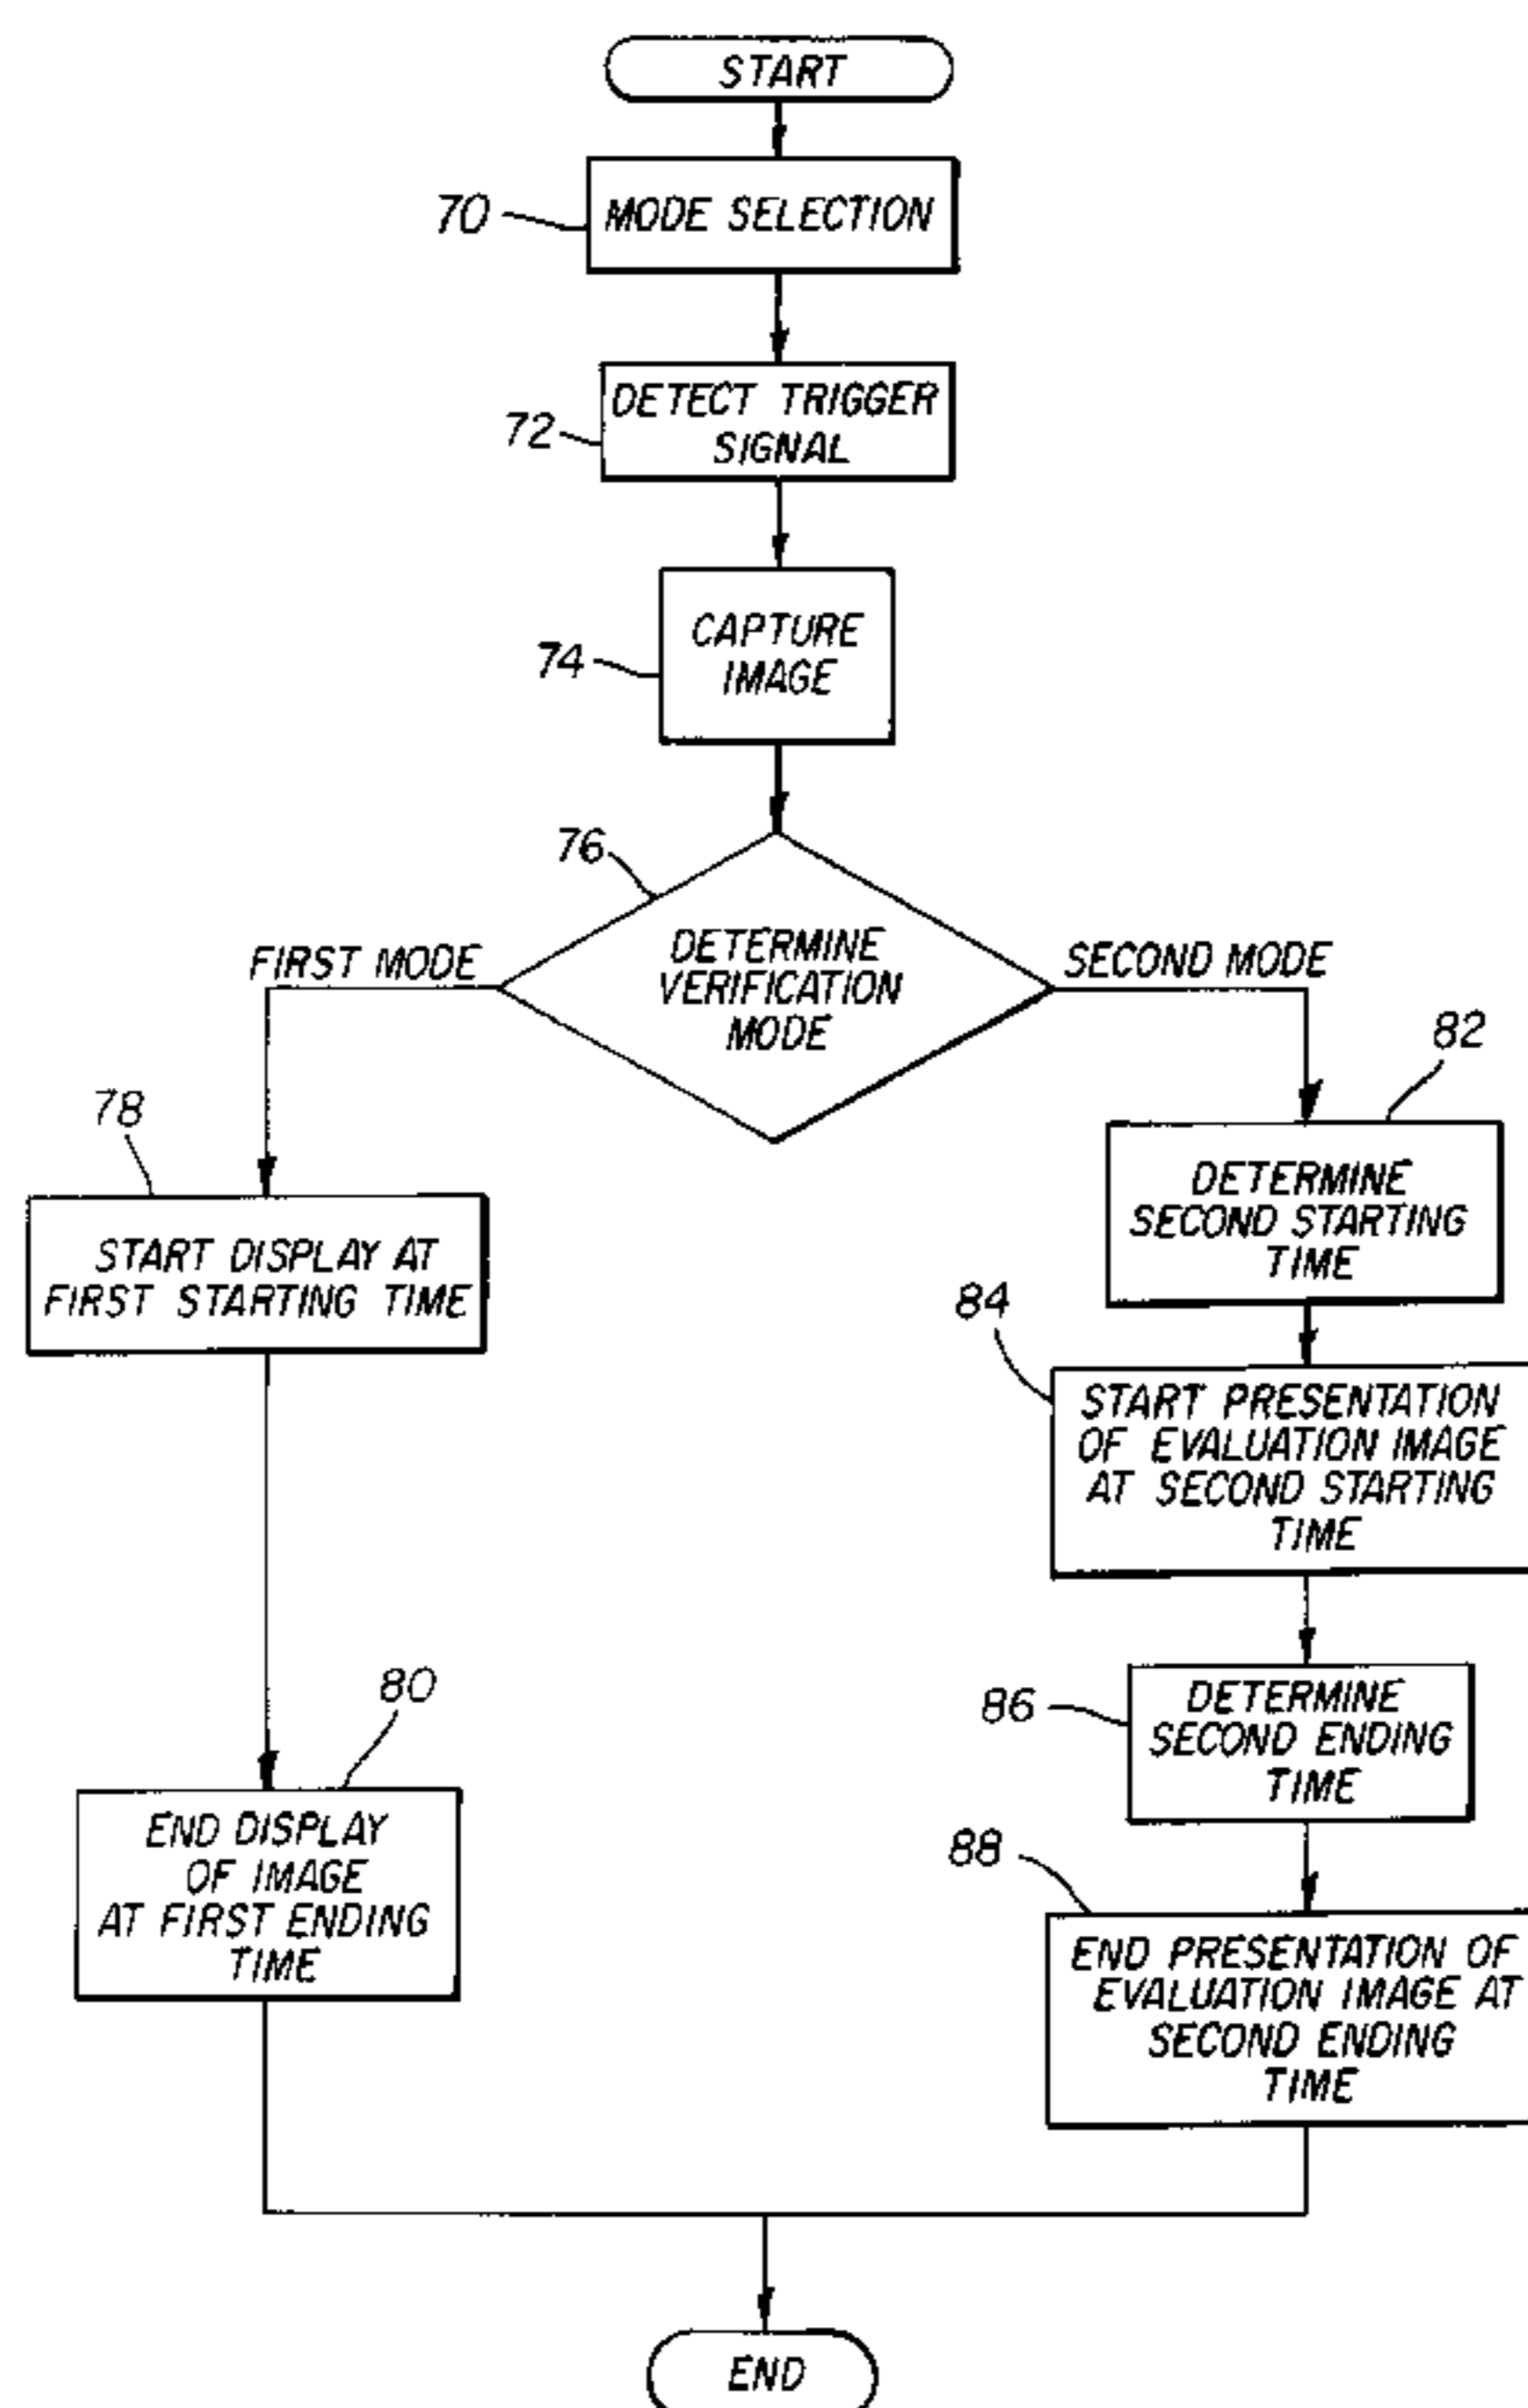 START
70
MODE SELECTION
72
DETECT TRIGGER
SIGNAL
74
CAPTURE
IMAGE
76
DETERMINE
VERIFICATION
MODE
FIRST MODE
SECOND MODE
78
START DISPLAY AT
FIRST STARTING TIME
80
END DISPLAY
OF IMAGE
AT FIRST ENDING
TIME
82
DETERMINE
SECOND STARTING
TIME
84
START PRESENTATION
OF EVALUATION IMAGE
AT SECOND STARTING
TIME
86
DETERMINE
SECOND ENDING
TIME
88
END PRESENTATION OF
EVALUATION IMAGE AT
SECOND ENDING
TIME
END